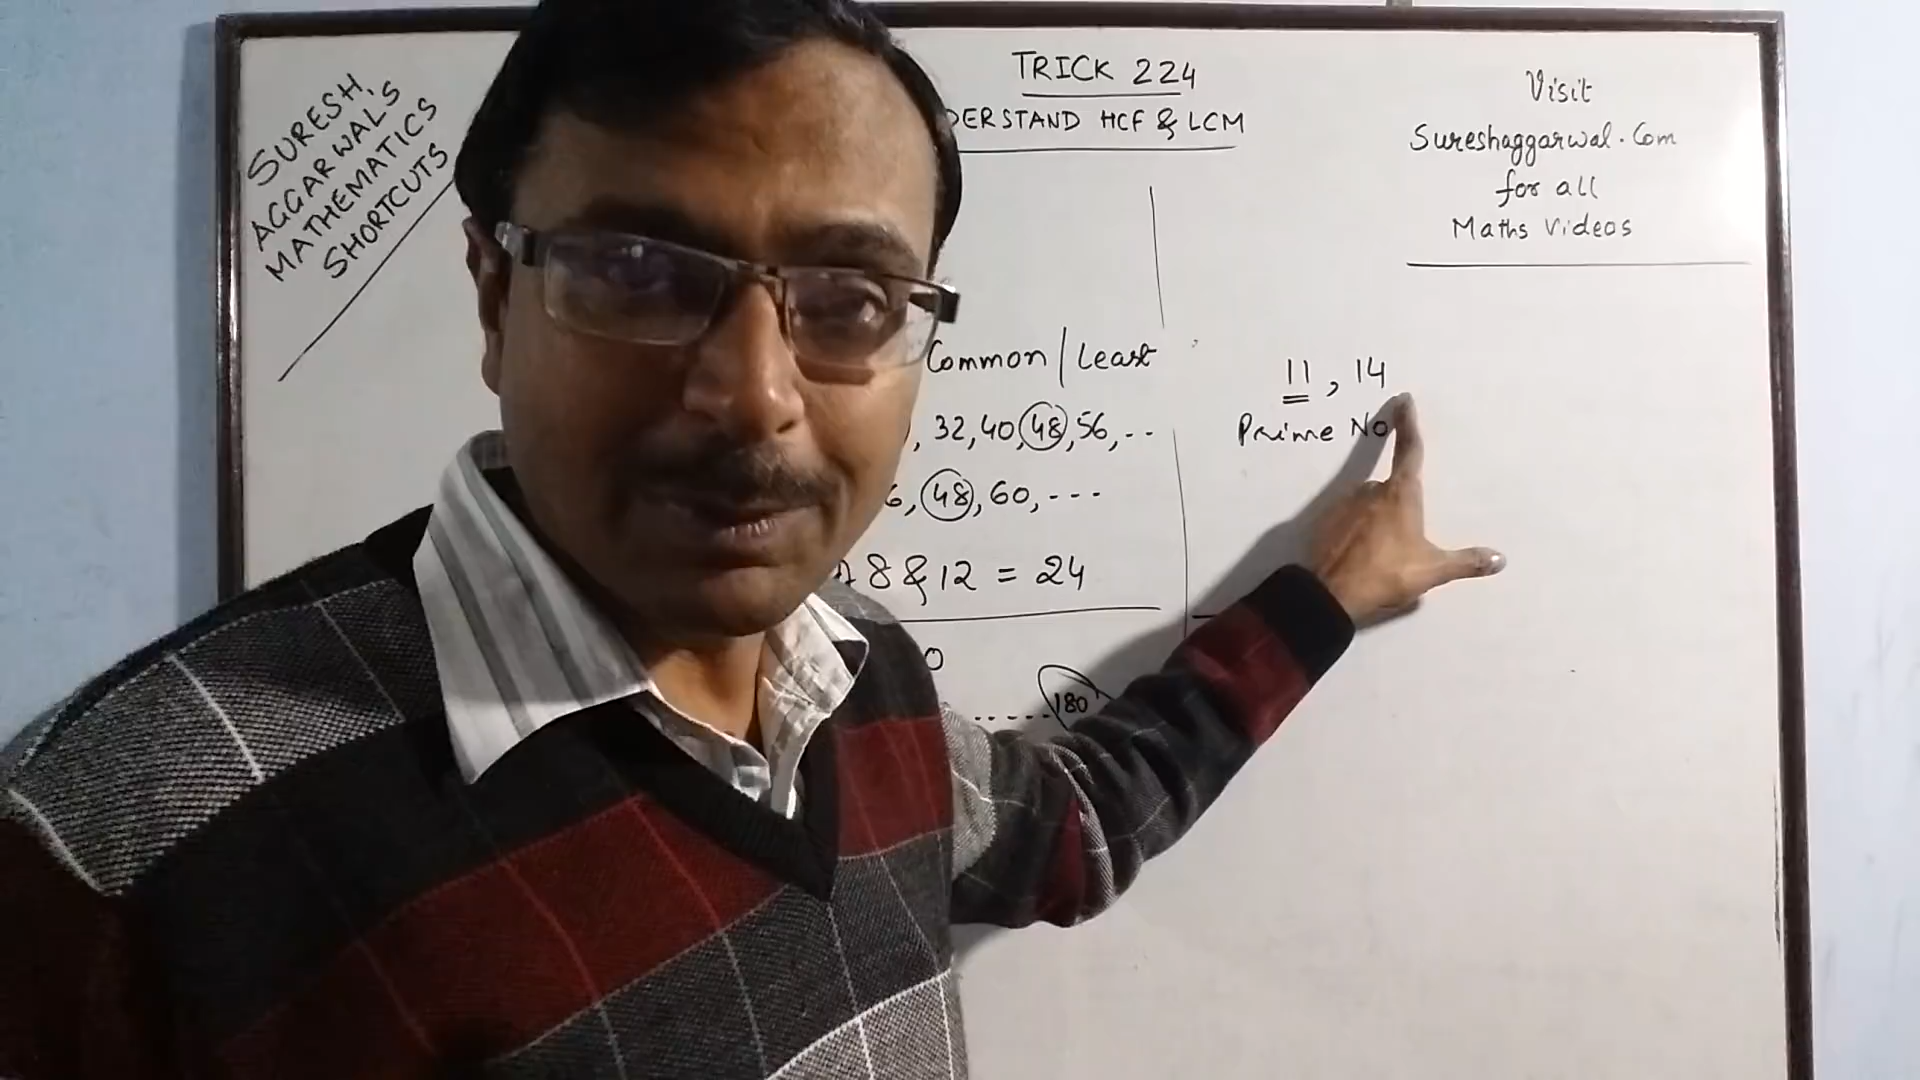 SURESH
AGGARWAL'S
MATHEMATICS
SHORTCUTS
TRICK 224
DERSTAND HCF & LCM
Visit
Sureshaggarwal.Com
for all
Maths Videos
Common / Least
, 32, 40, 48, 56, --
6, 48, 60, ---
8 & 12 = 24
0
..... 180
11, 14
Prime No